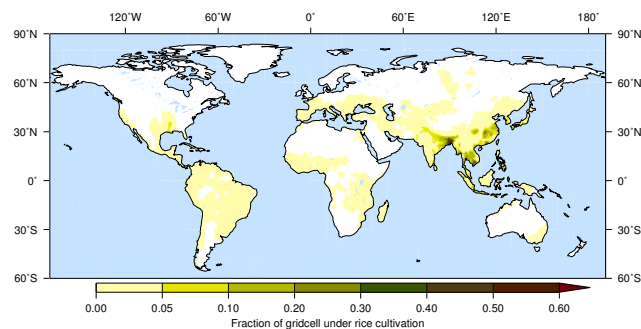 120˚W 60˚W 0˚ 60˚E 120˚E 180˚
90˚N 90˚N
60˚N 60˚N
30˚N 30˚N
0˚ 0˚
30˚S 30˚S
60˚S 60˚S
0.00 0.05 0.10 0.20 0.30 0.40 0.50 0.60
Fraction of gridcell under rice cultivation